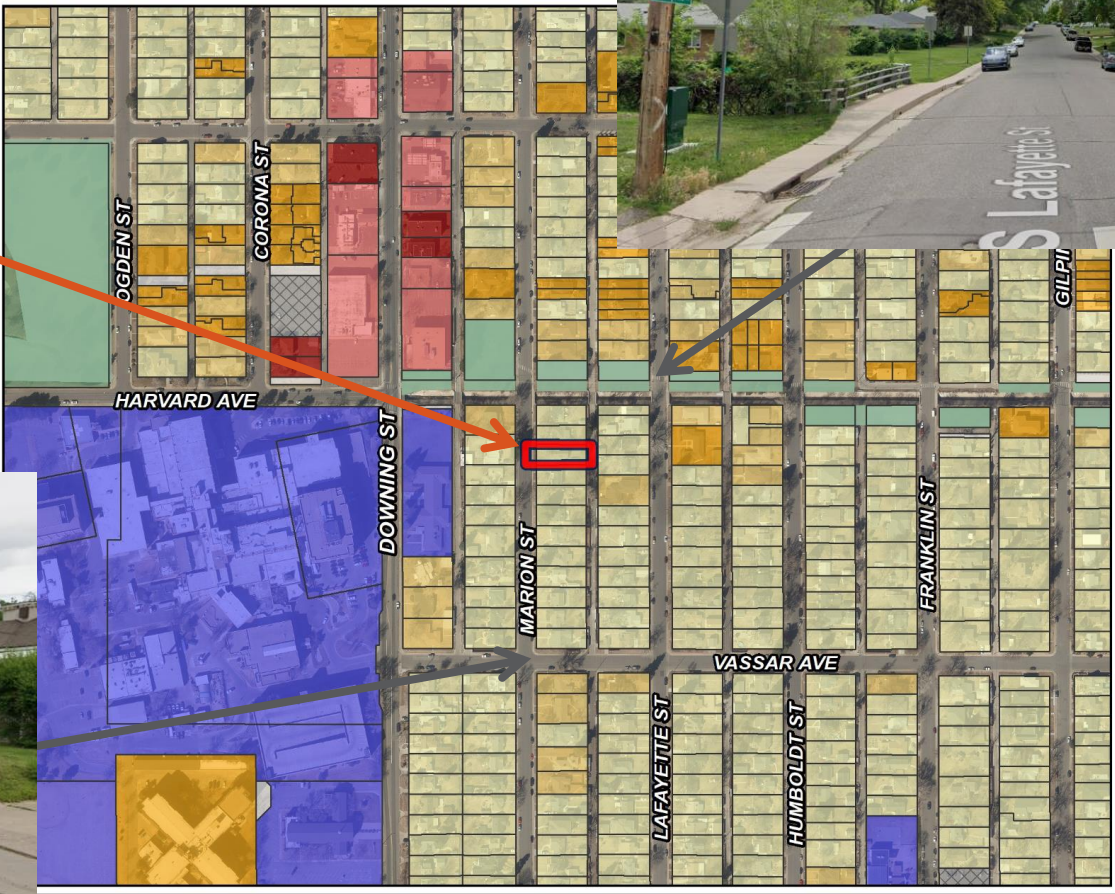 S Lafayette St
OGDEN ST
CORONA ST
GILPI
HARVARD AVE
DOWNING ST
MARION ST
FRANKLIN ST
VASSAR AVE
LAFAYETTE ST
HUMBOLDT ST